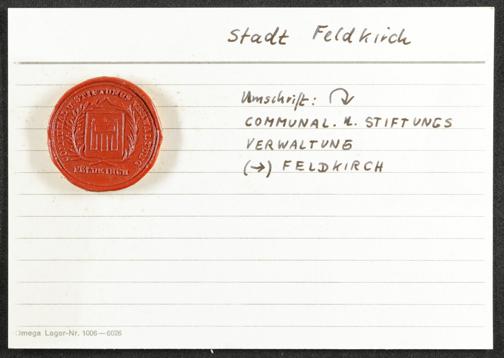 Stadt Feldkirch
Umschrift: ↷
COMMUNAL. U. STIFTUNGS
VERWALTUNG
(→) FELDKIRCH
FELDKIRCH
Omega Lager-Nr. 1006—6026